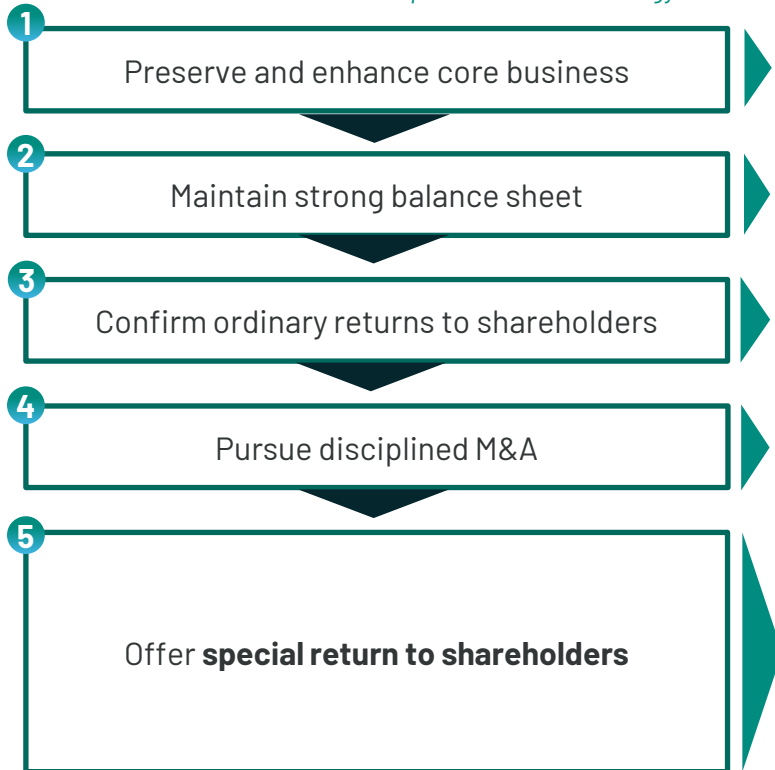 1
Preserve and enhance core business
2
Maintain strong balance sheet
3
Confirm ordinary returns to shareholders
4
Pursue disciplined M&A
5
Offer special return to shareholders